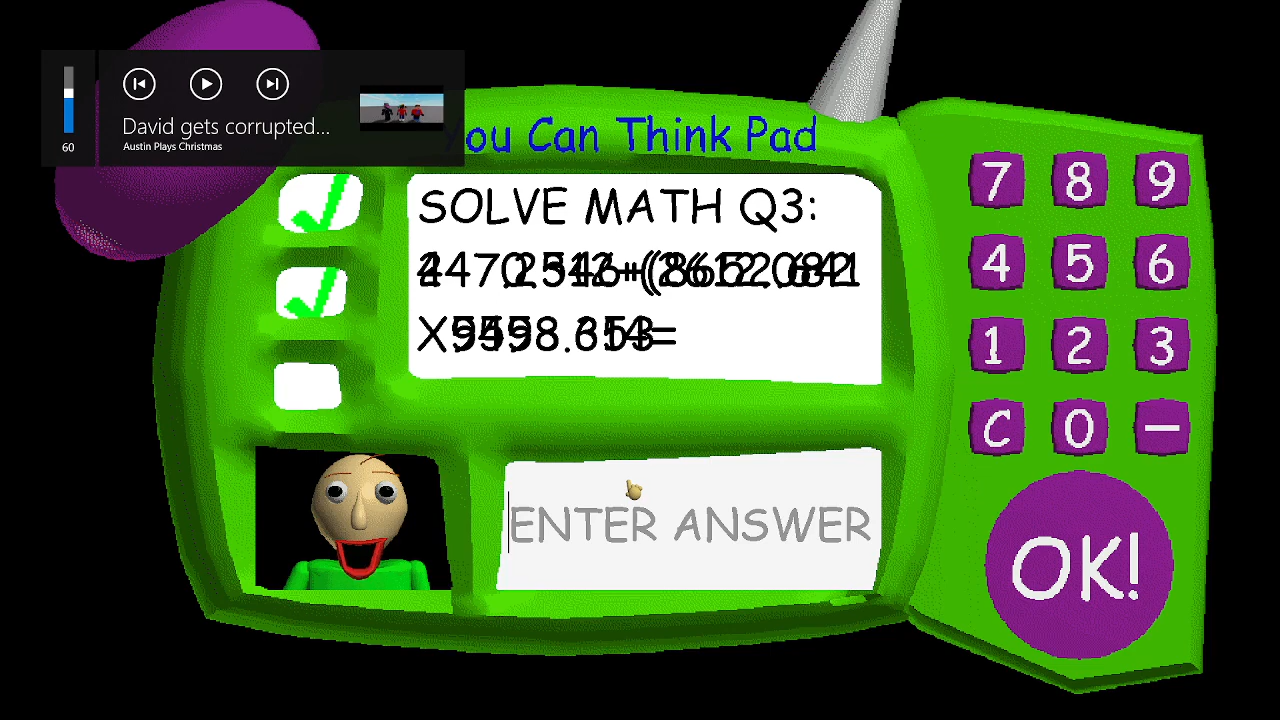 David gets corrupted...
Austin Plays Christmas
60
ou Can Think Pad
SOLVE MATH Q3:
ENTER ANSWER
7 8 9
4 5 6
1 2 3
C 0 −
OK!